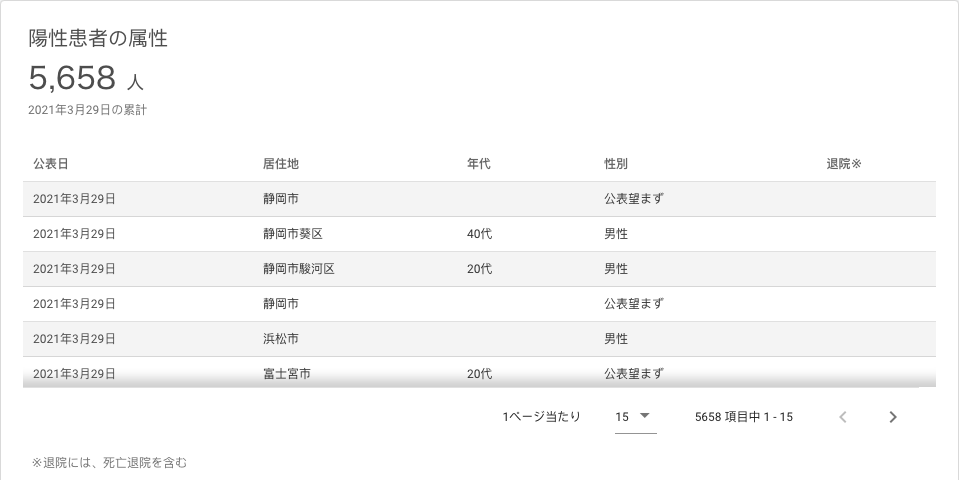 陽性患者の属性
5,658 人
2021年3月29日の累計
公表日 居住地 年代 性別 退院※
2021年3月29日 静岡市 公表望まず
2021年3月29日 静岡市葵区 40代 男性
2021年3月29日 静岡市駿河区 20代 男性
2021年3月29日 静岡市 公表望まず
2021年3月29日 浜松市 男性
2021年3月29日 富士宮市 20代 公表望まず
1ページ当たり 15 5658 項目中 1 - 15
※退院には、死亡退院を含む